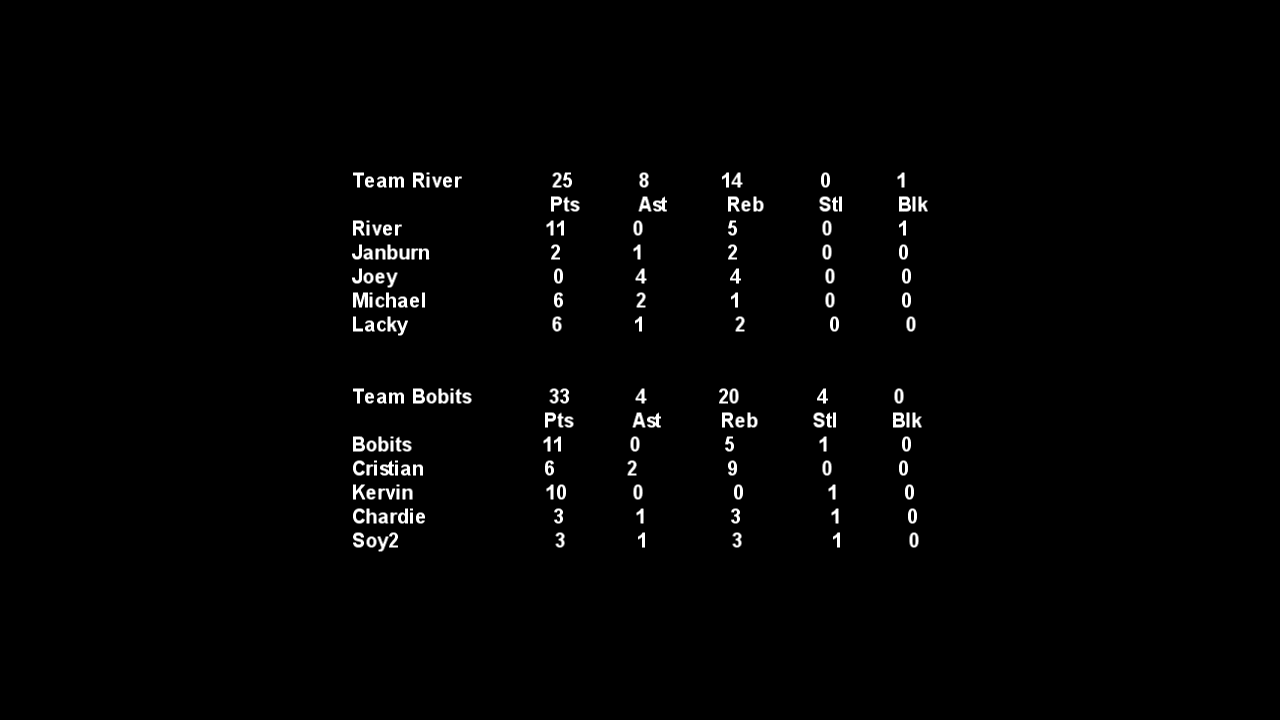 Team River 25 8 14 0 1
Pts Ast Reb Stl Blk
River 11 0 5 0 1
Janburn 2 1 2 0 0
Joey 0 4 4 0 0
Michael 6 2 1 0 0
Lacky 6 1 2 0 0
Team Bobits 33 4 20 4 0
Pts Ast Reb Stl Blk
Bobits 11 0 5 1 0
Cristian 6 2 9 0 0
Kervin 10 0 0 1 0
Chardie 3 1 3 1 0
Soy2 3 1 3 1 0